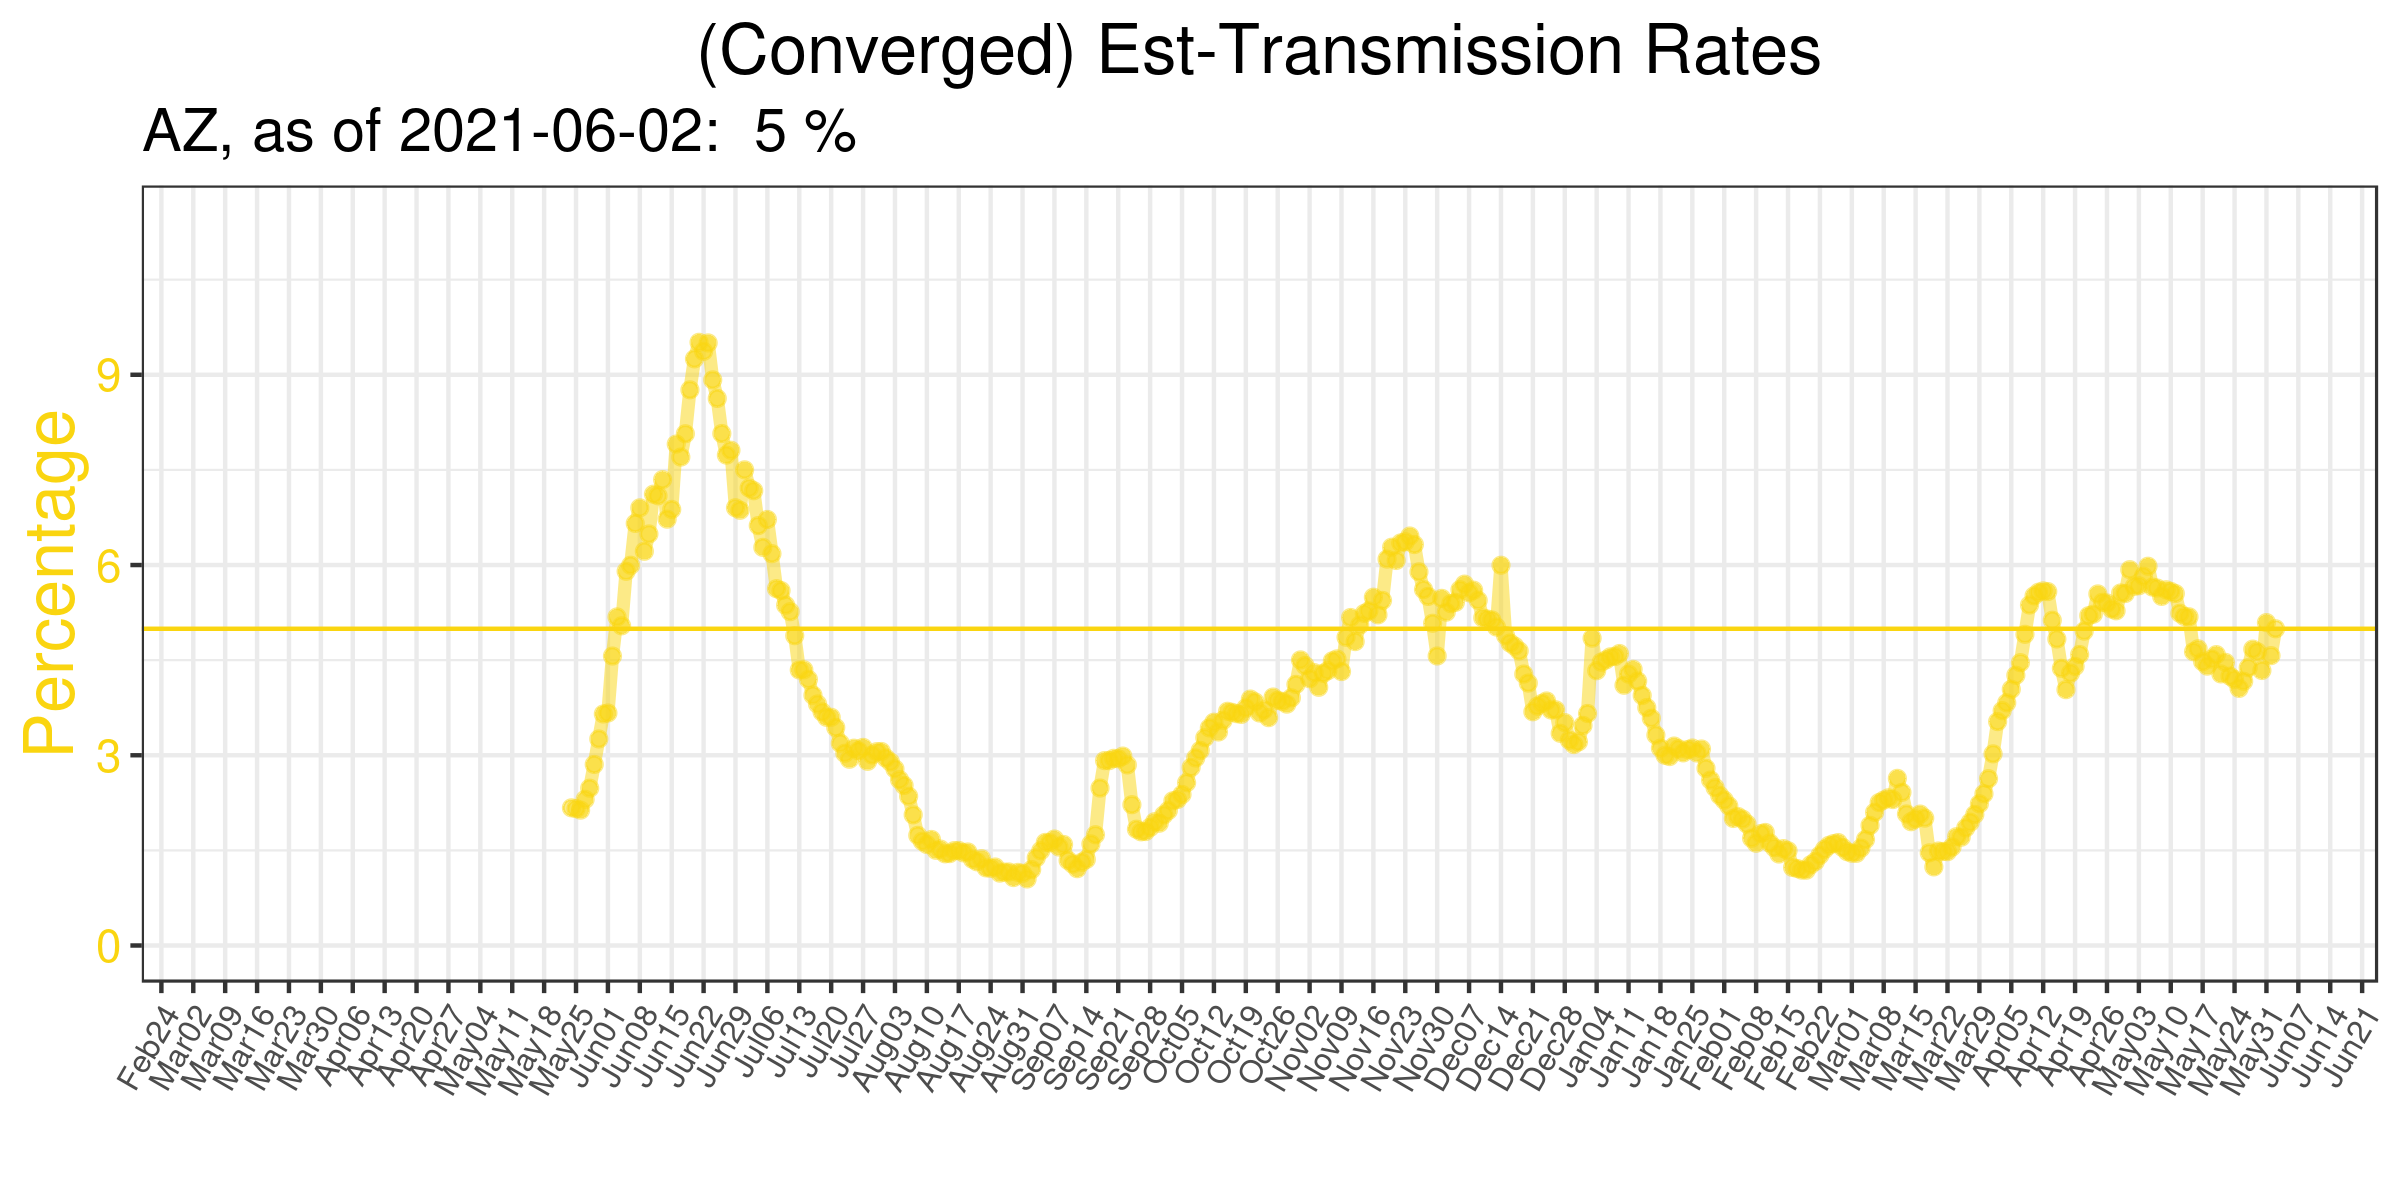 (Converged) Est-Transmission Rates
AZ, as of 2021-06-02:  5 %
Percentage
9
6
3
0
Feb24
Mar02
Mar09
Mar16
Mar23
Mar30
Apr06
Apr13
Apr20
Apr27
May04
May11
May18
May25
Jun01
Jun08
Jun15
Jun22
Jun29
Jul06
Jul13
Jul20
Jul27
Aug03
Aug10
Aug17
Aug24
Aug31
Sep07
Sep14
Sep21
Sep28
Oct05
Oct12
Oct19
Oct26
Nov02
Nov09
Nov16
Nov23
Nov30
Dec07
Dec14
Dec21
Dec28
Jan04
Jan11
Jan18
Jan25
Feb01
Feb08
Feb15
Feb22
Mar01
Mar08
Mar15
Mar22
Mar29
Apr05
Apr12
Apr19
Apr26
May03
May10
May17
May24
May31
Jun07
Jun14
Jun21